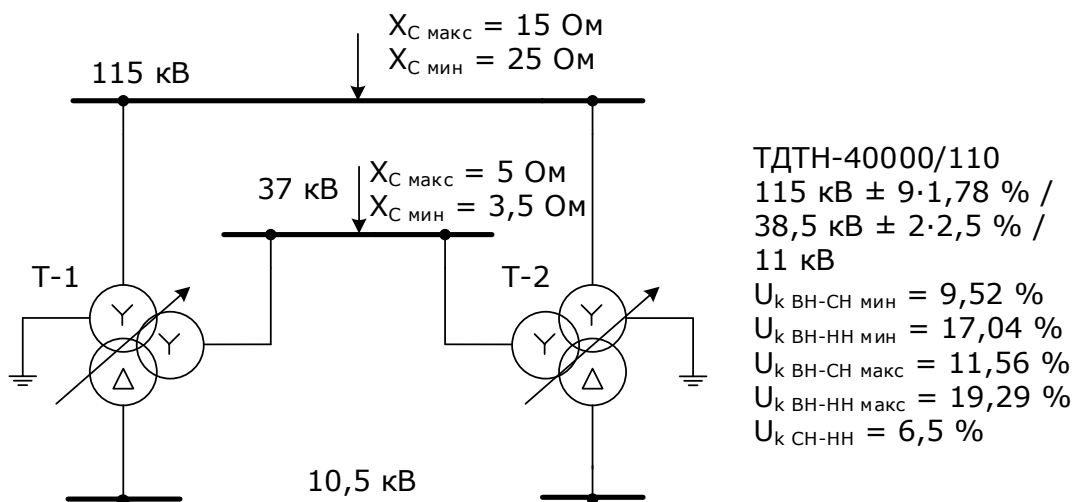 X_C макс = 15 Ом
X_C мин = 25 Ом
115 кВ
37 кВ
X_C макс = 5 Ом
X_C мин = 3,5 Ом
Т-1
Т-2
10,5 кВ
ТДТН-40000/110
115 кВ ± 9·1,78 % /
38,5 кВ ± 2·2,5 % /
11 кВ
U_k ВН-СН мин = 9,52 %
U_k ВН-НН мин = 17,04 %
U_k ВН-СН макс = 11,56 %
U_k ВН-НН макс = 19,29 %
U_k СН-НН = 6,5 %